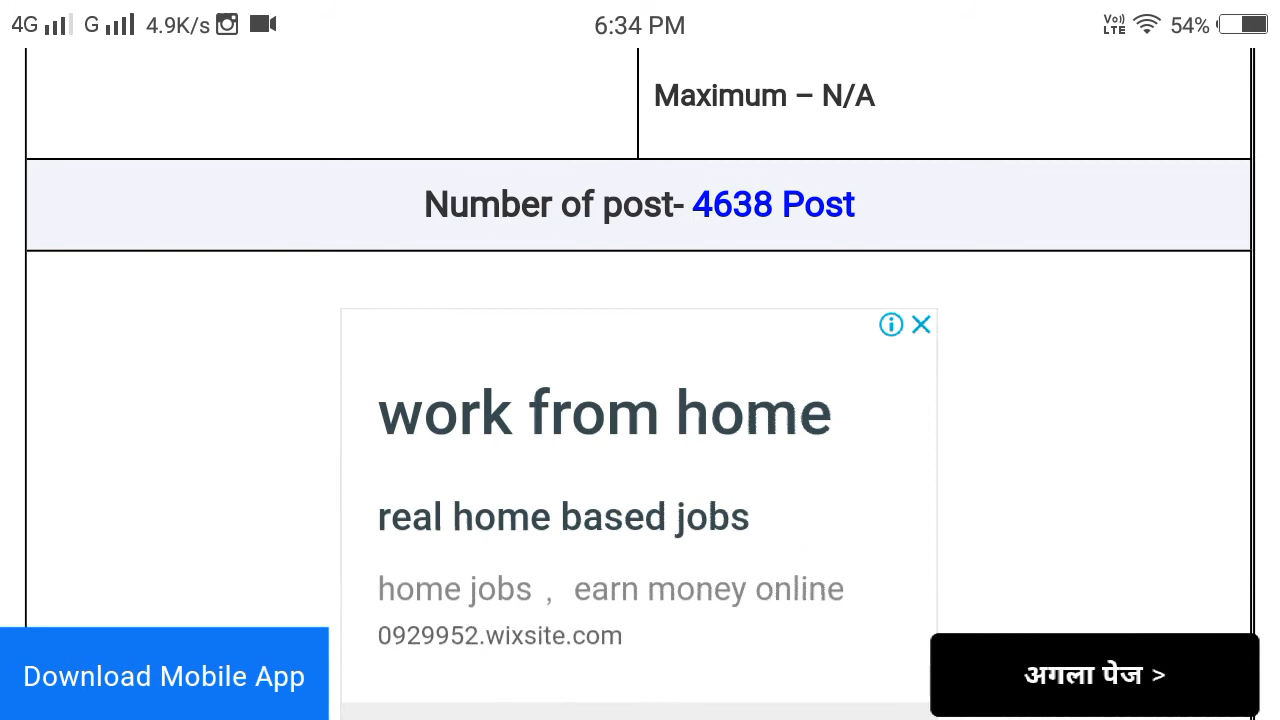 4G G 4.9K/s 6:34 PM Vo) LTE 54%
Maximum – N/A
Number of post- 4638 Post
work from home
real home based jobs
home jobs , earn money online
0929952.wixsite.com
Download Mobile App
अगला पेज >